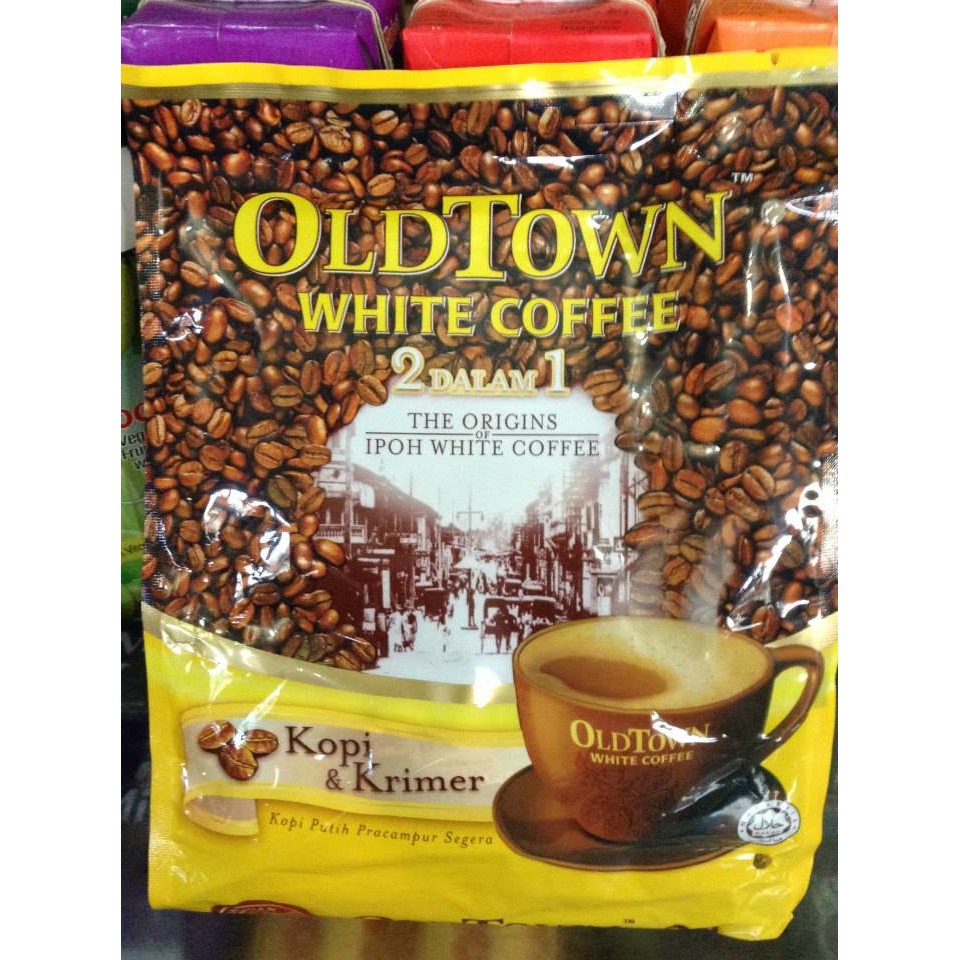 OLDTOWN™
WHITE COFFEE
2 DALAM 1
THE ORIGINS
OF
IPOH WHITE COFFEE
OLDTOWN
WHITE COFFEE
Kopi
& Krimer
Kopi Putih Pracampur Segera